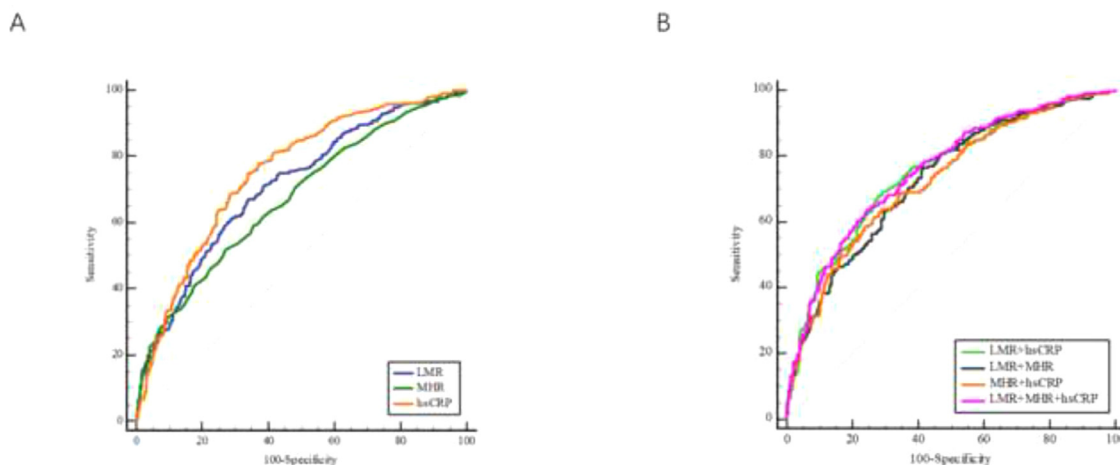 A
B
100
80
60
40
20
0
Sensitivity
0 20 40 60 80 100
100-Specificity
LMR
MHR
hsCRP
100
80
60
40
20
0
Sensitivity
0 20 40 60 80 100
100-Specificity
LMR+hsCRP
LMR+MHR
MHR+hsCRP
LMR+MHR+hsCRP